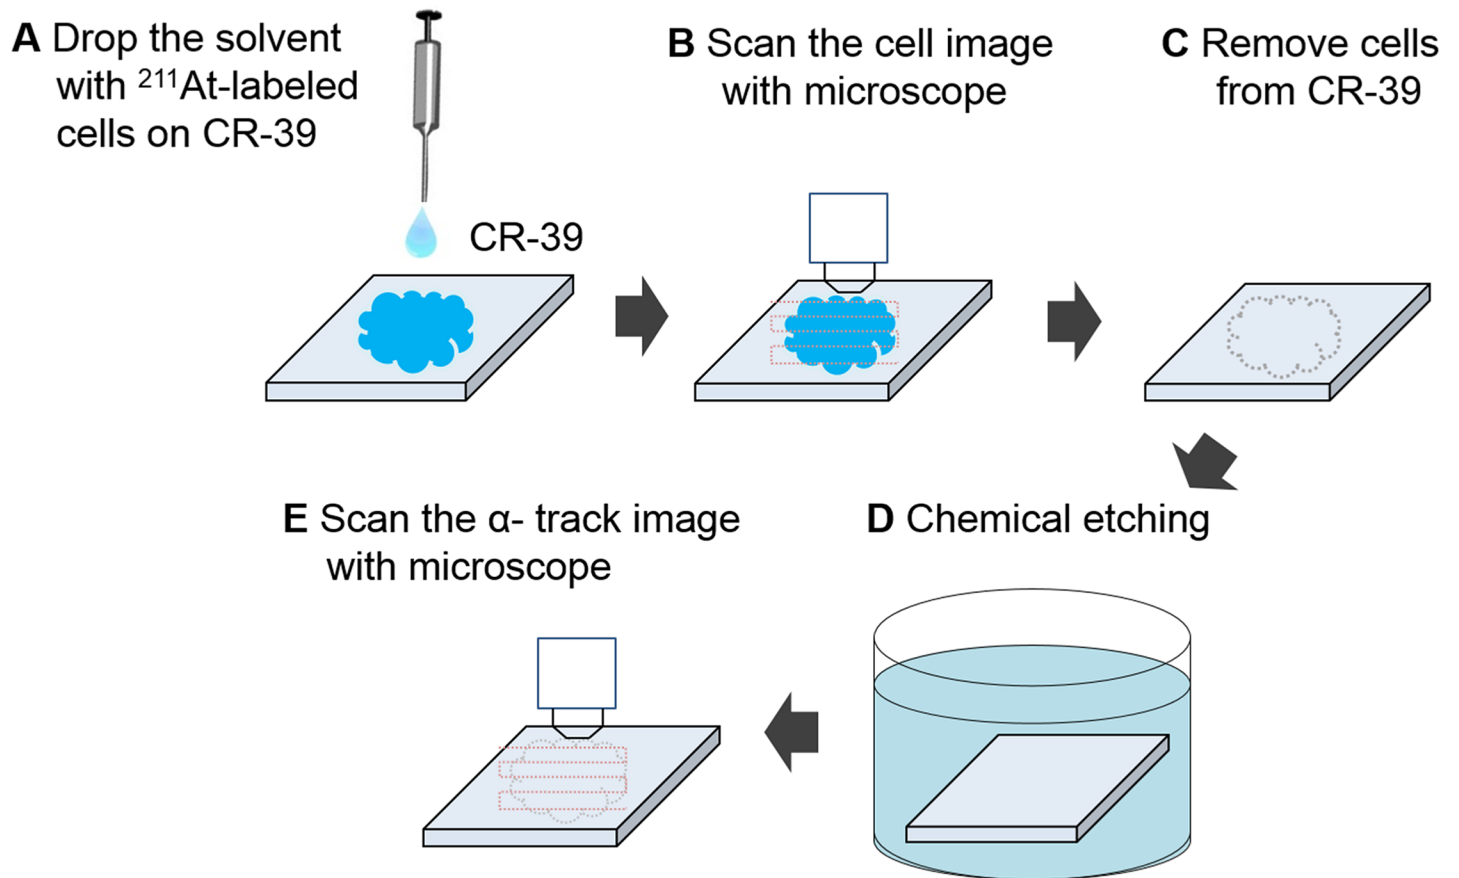 A Drop the solvent
with ²¹¹At-labeled
cells on CR-39
CR-39
B Scan the cell image
with microscope
C Remove cells
from CR-39
D Chemical etching
E Scan the α- track image
with microscope